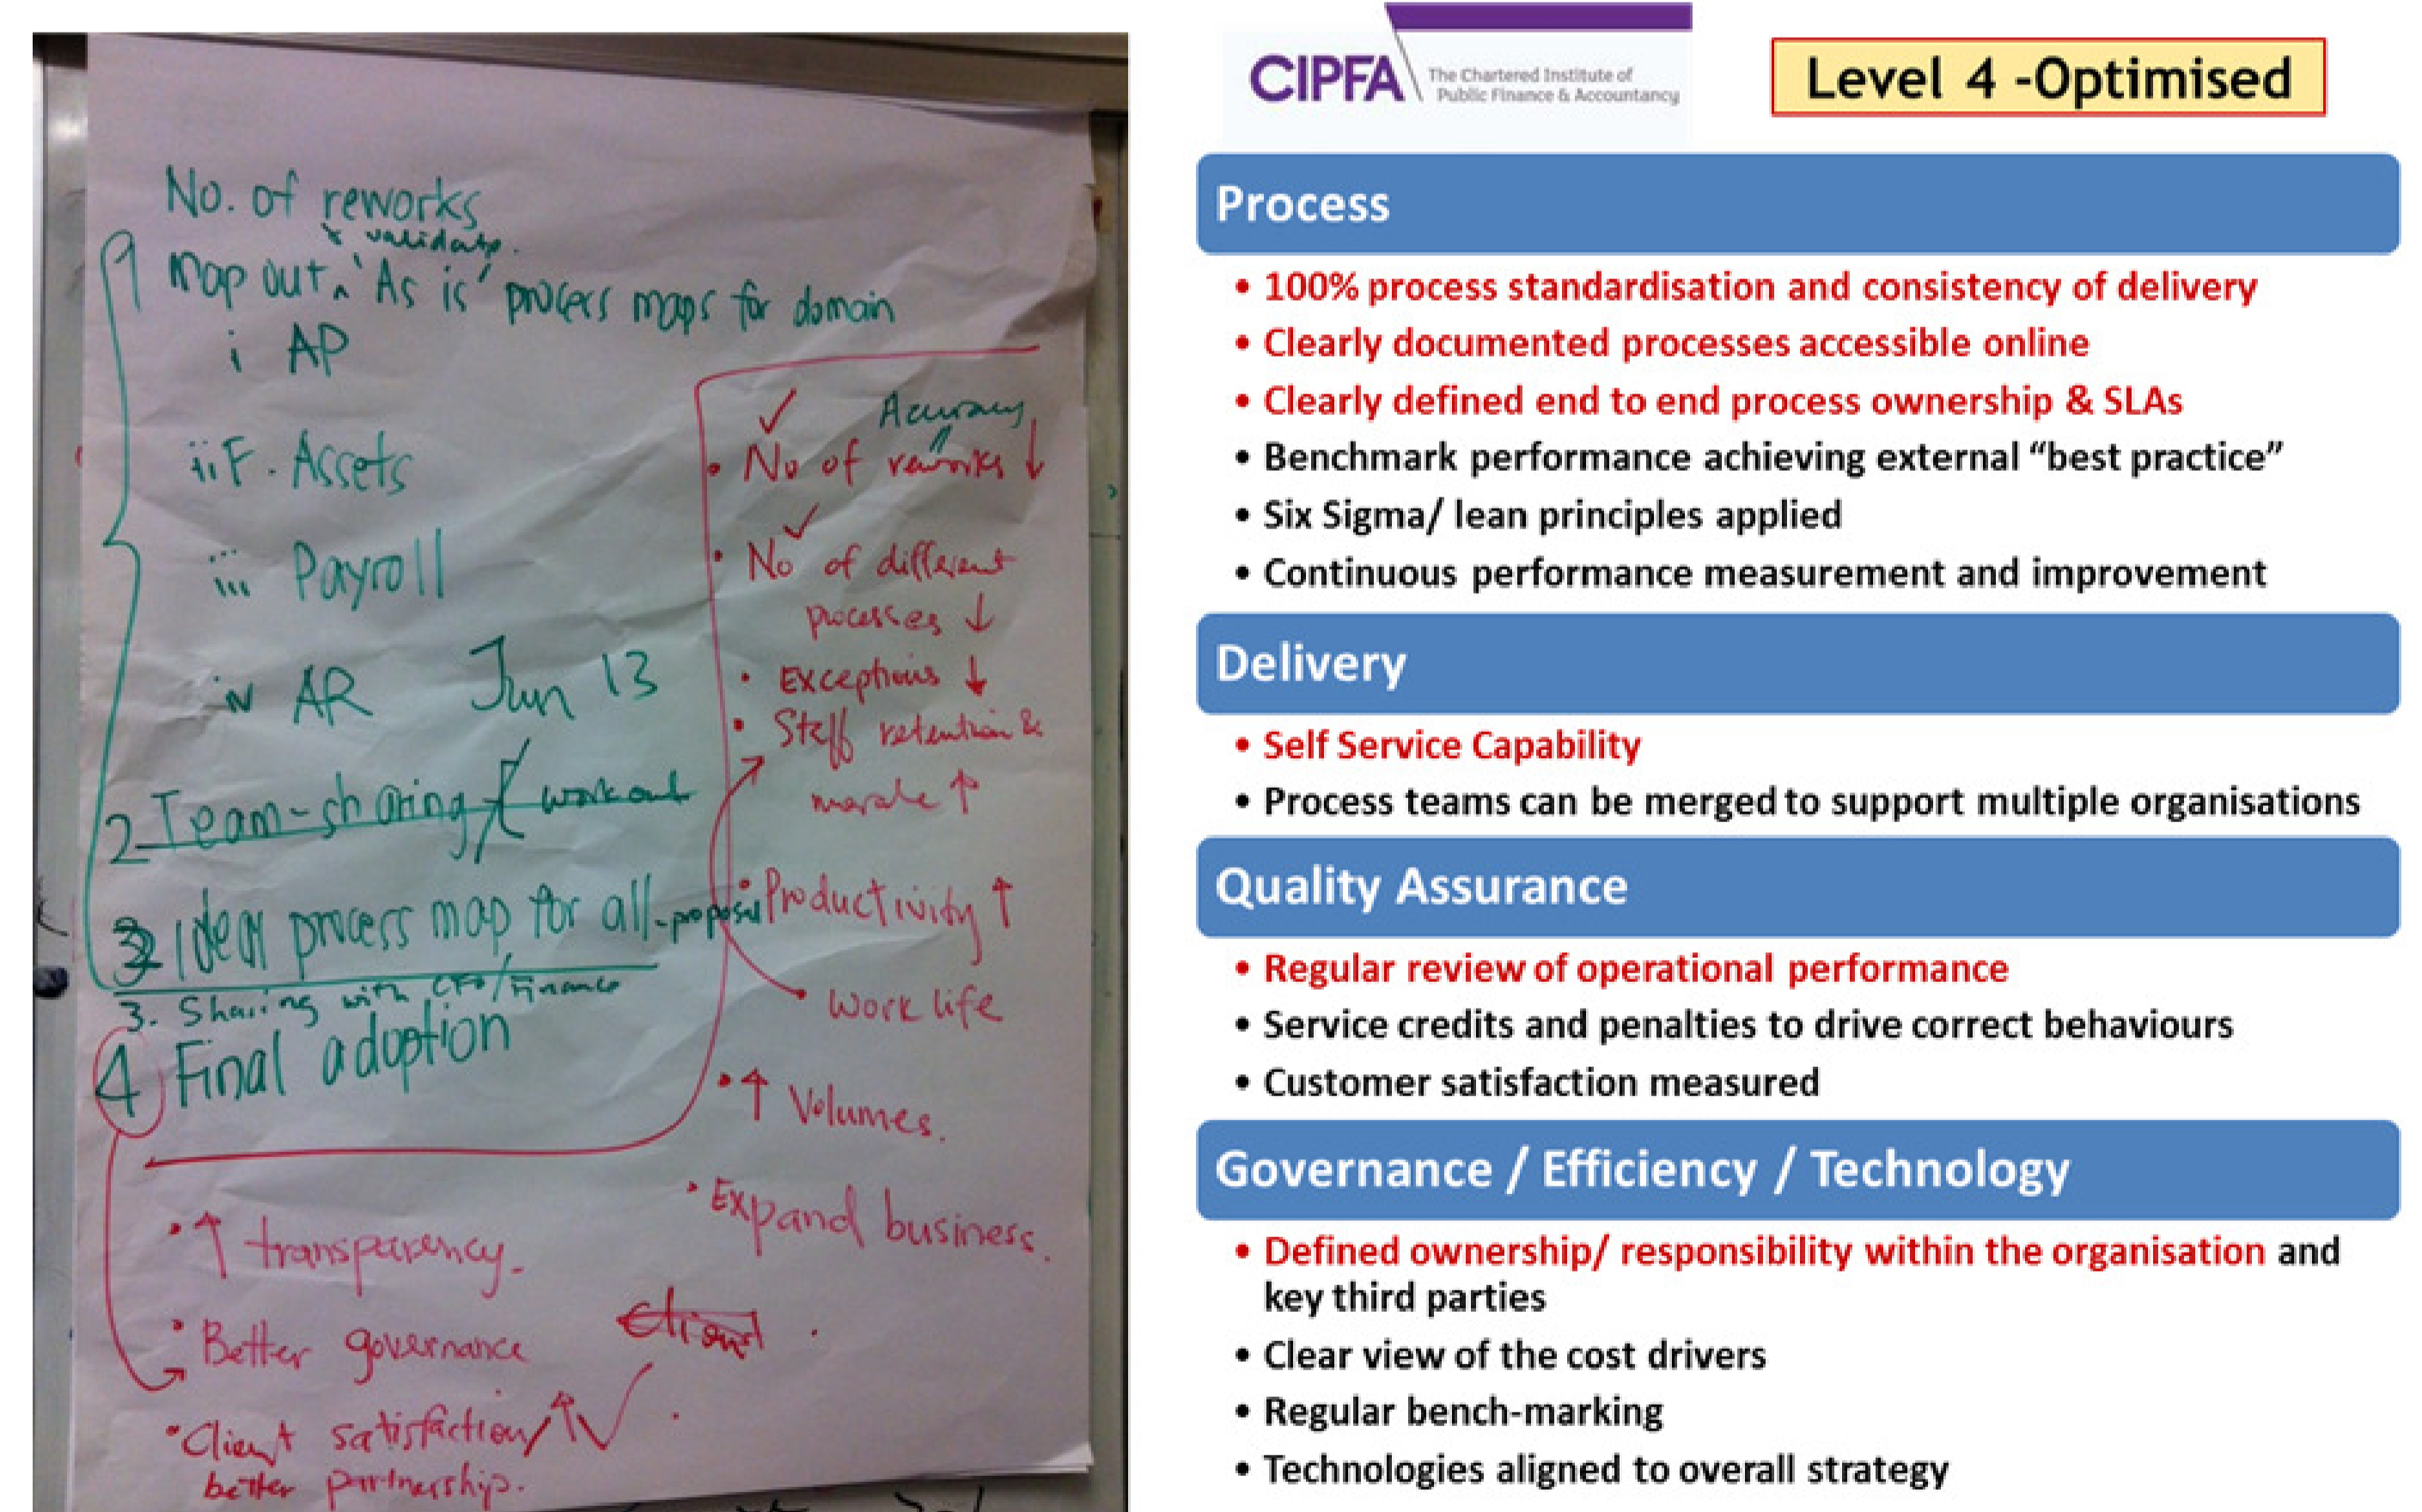 No. of reworks
& validate.
1 Map out ^ 'As is' process maps for domain
i AP
ii F. Assets
iii Payroll
iv AR Jun 13
2 Team-sharing / work out
3 Ideal process map for all - proposal
3. Sharing with CFO/Finance
4 Final adoption
✓ Accuracy
• No of reworks ↓
✓
• No of different
processes ↓
• Exceptions ↓
• Staff retention &
morale ↑
• Productivity ↑
• Work life
• ↑ Volumes.
• Expand business.
• ↑ transparency.
• Better governance
• Client satisfaction/ ↑ ✓
better partnership.
CIPFA
The Chartered Institute of
Public Finance & Accountancy
Level 4 -Optimised
Process
• 100% process standardisation and consistency of delivery
• Clearly documented processes accessible online
• Clearly defined end to end process ownership & SLAs
• Benchmark performance achieving external “best practice”
• Six Sigma/ lean principles applied
• Continuous performance measurement and improvement
Delivery
• Self Service Capability
• Process teams can be merged to support multiple organisations
Quality Assurance
• Regular review of operational performance
• Service credits and penalties to drive correct behaviours
• Customer satisfaction measured
Governance / Efficiency / Technology
• Defined ownership/ responsibility within the organisation and
key third parties
• Clear view of the cost drivers
• Regular bench-marking
• Technologies aligned to overall strategy